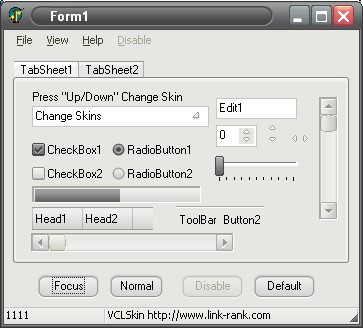 Form1
File View Help Disable
TabSheet1 TabSheet2
Press "Up/Down" Change Skin
Change Skins
Edit1
0
CheckBox1 RadioButton1
CheckBox2 RadioButton2
Head1 Head2
ToolBar Button2
Focus Normal Disable Default
1111 VCLSkin http://www.link-rank.com